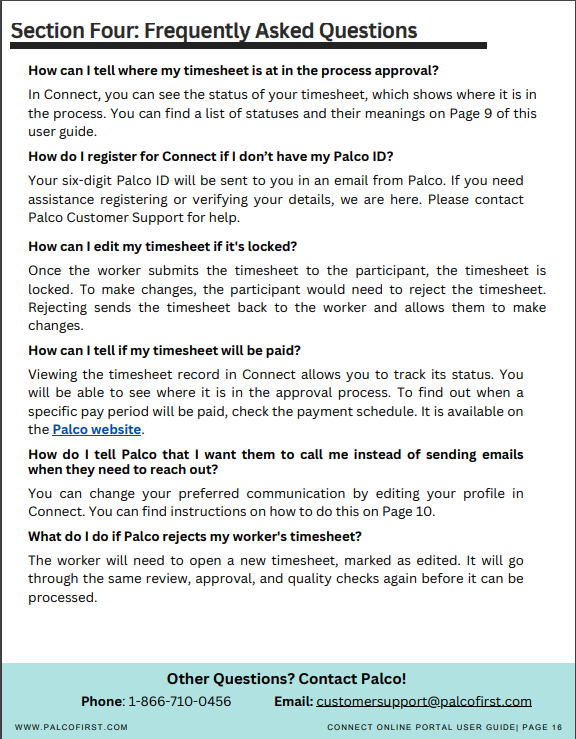 Section Four: Frequently Asked Questions
How can I tell where my timesheet is at in the process approval?
In Connect, you can see the status of your timesheet, which shows where it is in
the process. You can find a list of statuses and their meanings on Page 9 of this
user guide.
How do I register for Connect if I don’t have my Palco ID?
Your six-digit Palco ID will be sent to you in an email from Palco. If you need
assistance registering or verifying your details, we are here. Please contact
Palco Customer Support for help.
How can I edit my timesheet if it's locked?
Once the worker submits the timesheet to the participant, the timesheet is
locked. To make changes, the participant would need to reject the timesheet.
Rejecting sends the timesheet back to the worker and allows them to make
changes.
How can I tell if my timesheet will be paid?
Viewing the timesheet record in Connect allows you to track its status. You
will be able to see where it is in the approval process. To find out when a
specific pay period will be paid, check the payment schedule. It is available on
the Palco website.
How do I tell Palco that I want them to call me instead of sending emails
when they need to reach out?
You can change your preferred communication by editing your profile in
Connect. You can find instructions on how to do this on Page 10.
What do I do if Palco rejects my worker's timesheet?
The worker will need to open a new timesheet, marked as edited. It will go
through the same review, approval, and quality checks again before it can be
processed.
Other Questions? Contact Palco!
Phone: 1-866-710-0456 Email: customersupport@palcofirst.com
WWW.PALCOFIRST.COM CONNECT ONLINE PORTAL USER GUIDE| PAGE 16